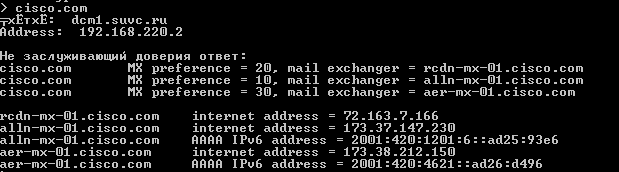 > cisco.com
╤хЁтхЁ:  dcm1.suvc.ru
Address:  192.168.220.2
Не заслуживающий доверия ответ:
cisco.com       MX preference = 20, mail exchanger = rcdn-mx-01.cisco.com
cisco.com       MX preference = 10, mail exchanger = alln-mx-01.cisco.com
cisco.com       MX preference = 30, mail exchanger = aer-mx-01.cisco.com
rcdn-mx-01.cisco.com    internet address = 72.163.7.166
alln-mx-01.cisco.com    internet address = 173.37.147.230
alln-mx-01.cisco.com    AAAA IPv6 address = 2001:420:1201:6::ad25:93e6
aer-mx-01.cisco.com     internet address = 173.38.212.150
aer-mx-01.cisco.com     AAAA IPv6 address = 2001:420:4621::ad26:d496